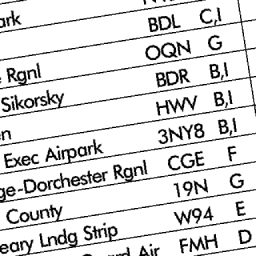 ark BDL C,I
OQN G
Rgnl BDR B,I
Sikorsky HWV B,I
n 3NY8 B,I
Exec Airpark CGE F
ge-Dorchester Rgnl 19N G
County W94 E
eary Lndg Strip FMH D
Air